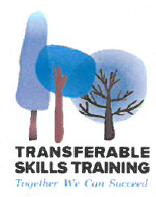 TRANSFERABLE
SKILLS TRAINING
Together We Can Succeed